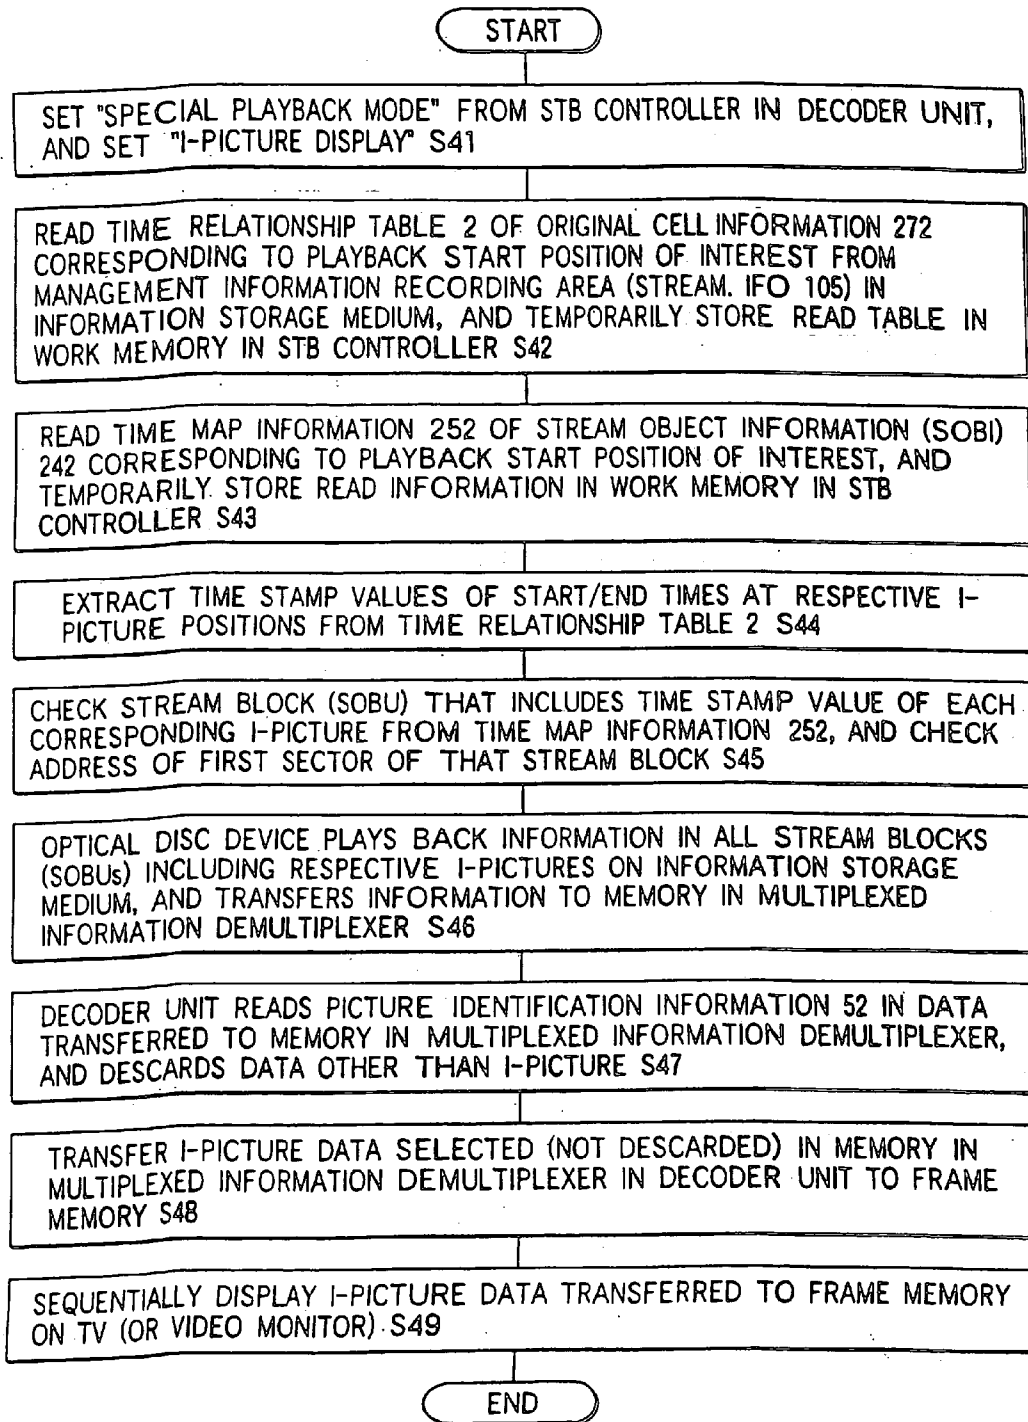 START
SET "SPECIAL PLAYBACK MODE" FROM STB CONTROLLER IN DECODER UNIT,
AND SET "I-PICTURE DISPLAY" S41
READ TIME RELATIONSHIP TABLE 2 OF ORIGINAL CELL INFORMATION 272
CORRESPONDING TO PLAYBACK START POSITION OF INTEREST FROM
MANAGEMENT INFORMATION RECORDING AREA (STREAM. IFO 105) IN
INFORMATION STORAGE MEDIUM, AND TEMPORARILY STORE READ TABLE IN
WORK MEMORY IN STB CONTROLLER S42
READ TIME MAP INFORMATION 252 OF STREAM OBJECT INFORMATION (SOBI)
242 CORRESPONDING TO PLAYBACK START POSITION OF INTEREST, AND
TEMPORARILY STORE READ INFORMATION IN WORK MEMORY IN STB
CONTROLLER S43
EXTRACT TIME STAMP VALUES OF START/END TIMES AT RESPECTIVE I-
PICTURE POSITIONS FROM TIME RELATIONSHIP TABLE 2 S44
CHECK STREAM BLOCK (SOBU) THAT INCLUDES TIME STAMP VALUE OF EACH
CORRESPONDING I-PICTURE FROM TIME MAP INFORMATION 252, AND CHECK
ADDRESS OF FIRST SECTOR OF THAT STREAM BLOCK S45
OPTICAL DISC DEVICE PLAYS BACK INFORMATION IN ALL STREAM BLOCKS
(SOBUs) INCLUDING RESPECTIVE I-PICTURES ON INFORMATION STORAGE
MEDIUM, AND TRANSFERS INFORMATION TO MEMORY IN MULTIPLEXED
INFORMATION DEMULTIPLEXER S46
DECODER UNIT READS PICTURE IDENTIFICATION INFORMATION 52 IN DATA
TRANSFERRED TO MEMORY IN MULTIPLEXED INFORMATION DEMULTIPLEXER,
AND DESCARDS DATA OTHER THAN I-PICTURE S47
TRANSFER I-PICTURE DATA SELECTED (NOT DESCARDED) IN MEMORY IN
MULTIPLEXED INFORMATION DEMULTIPLEXER IN DECODER UNIT TO FRAME
MEMORY S48
SEQUENTIALLY DISPLAY I-PICTURE DATA TRANSFERRED TO FRAME MEMORY
ON TV (OR VIDEO MONITOR) S49
END